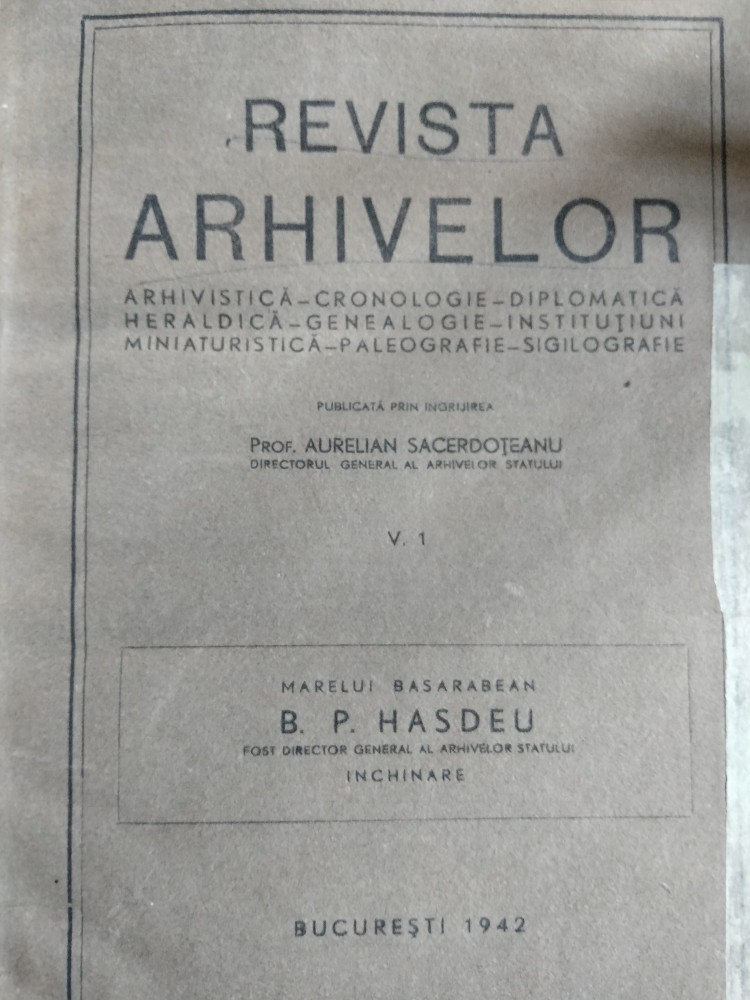 REVISTA
ARHIVELOR
ARHIVISTICĂ–CRONOLOGIE–DIPLOMATICĂ
HERALDICĂ–GENEALOGIE–INSTITUŢIUNI
MINIATURISTICĂ–PALEOGRAFIE–SIGILOGRAFIE
PUBLICATĂ PRIN INGRIJIREA
PROF. AURELIAN SACERDOŢEANU
DIRECTORUL GENERAL AL ARHIVELOR STATULUI
V. 1
MARELUI BASARABEAN
B. P. HASDEU
FOST DIRECTOR GENERAL AL ARHIVELOR STATULUI
INCHINARE
BUCUREŞTI 1942